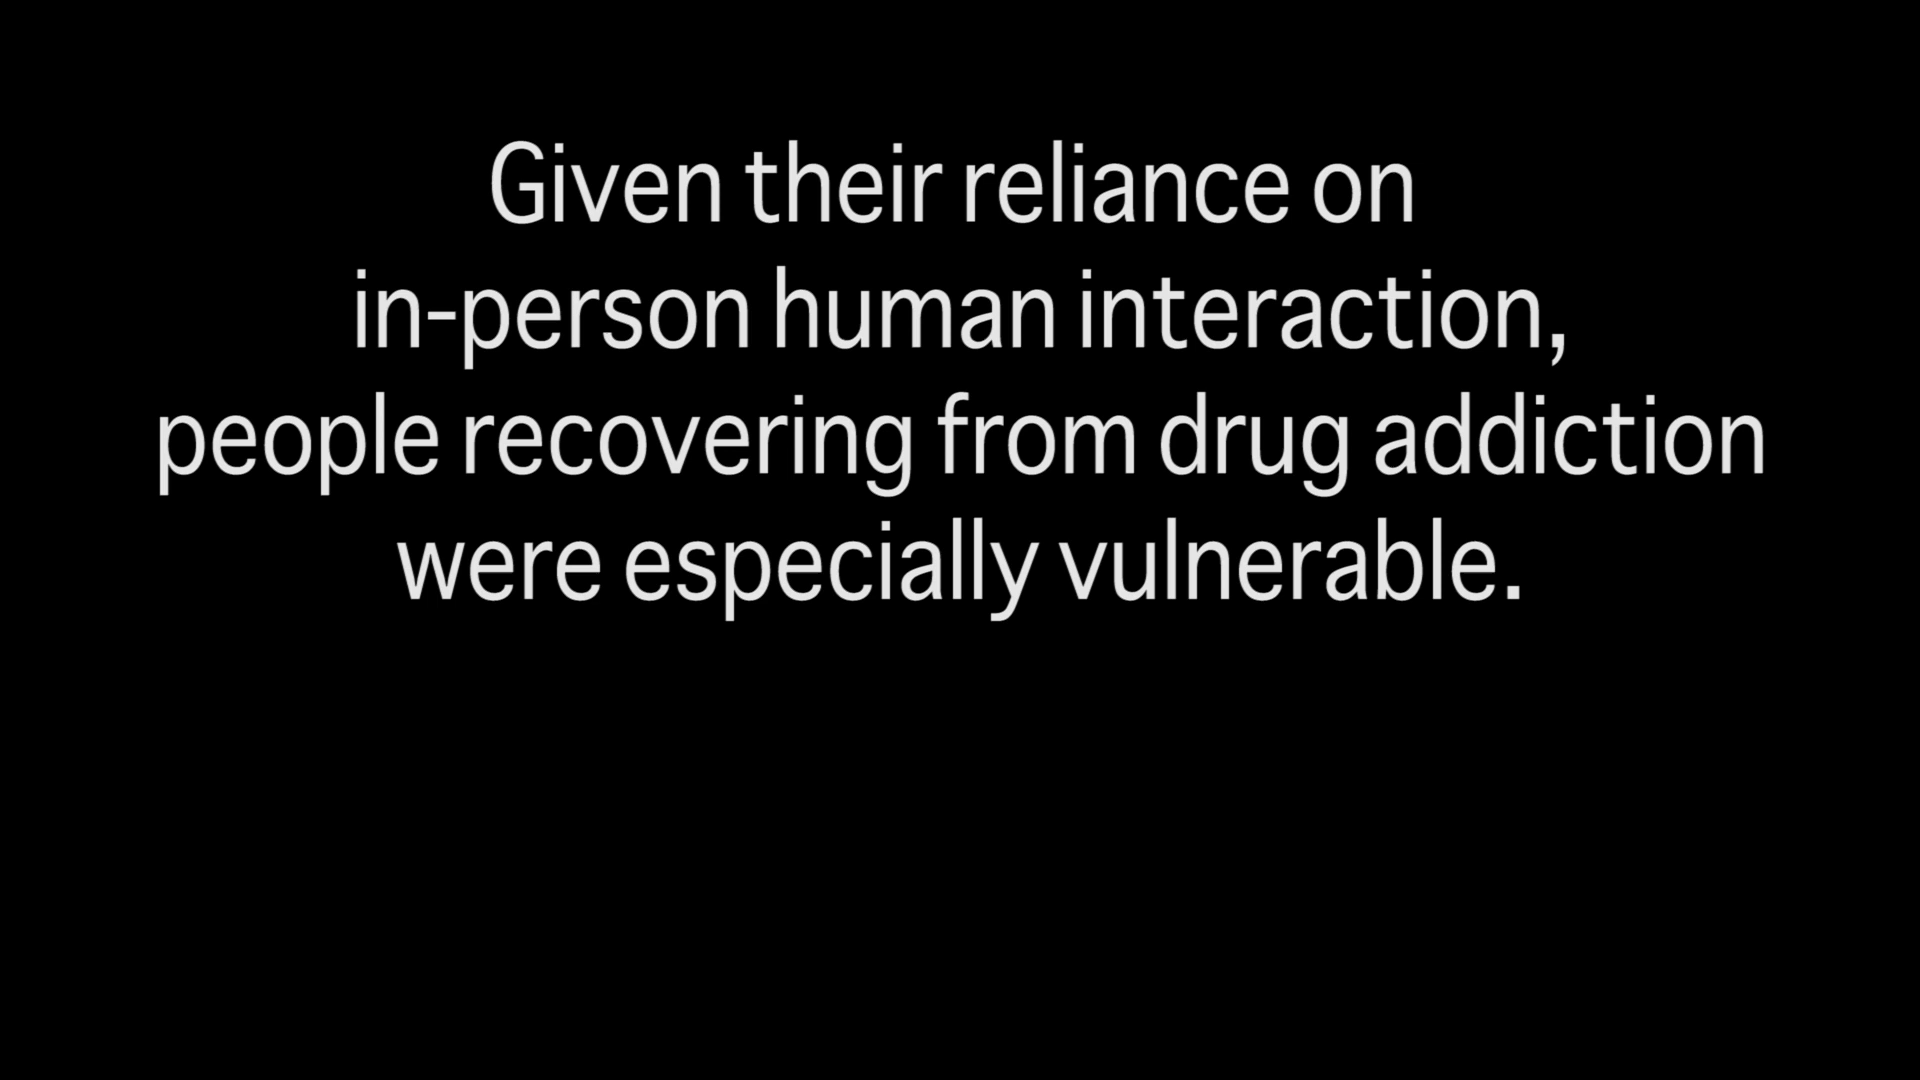 Given their reliance on
in-person human interaction,
people recovering from drug addiction
were especially vulnerable.